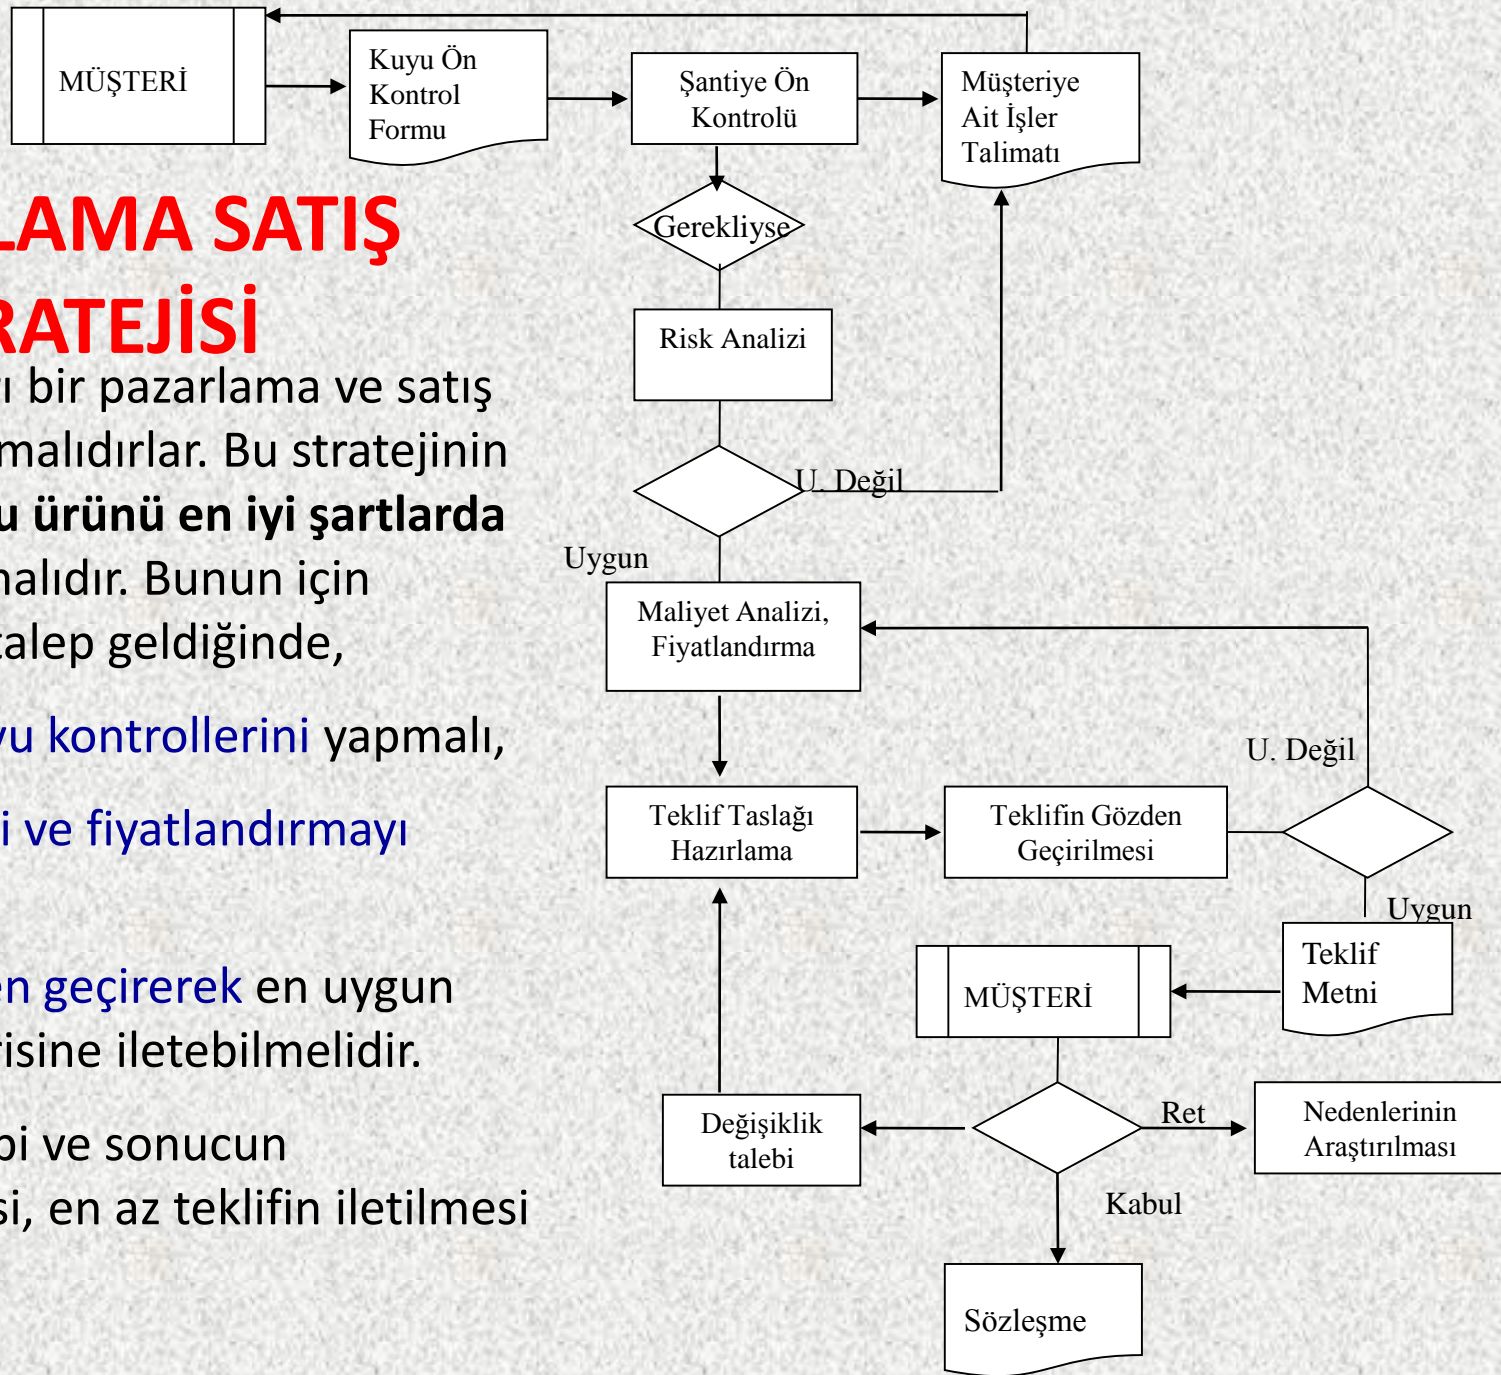 MÜŞTERİ
Kuyu Ön
Kontrol
Formu
Şantiye Ön
Kontrolü
Müşteriye
Ait İşler
Talimatı
LAMA SATIŞ
RATEJİSİ
Gerekliyse
Risk Analizi
bir pazarlama ve satış
malıdırlar. Bu stratejinin
u ürünü en iyi şartlarda
malıdır. Bunun için
talep geldiğinde,
yu kontrollerini yapmalı,
i ve fiyatlandırmayı
en geçirerek en uygun
risine iletebilmelidir.
bi ve sonucun
si, en az teklifin iletilmesi
U. Değil
Uygun
Maliyet Analizi,
Fiyatlandırma
U. Değil
Teklif Taslağı
Hazırlama
Teklifin Gözden
Geçirilmesi
Uygun
Teklif
Metni
MÜŞTERİ
Değişiklik
talebi
Ret
Nedenlerinin
Araştırılması
Kabul
Sözleşme